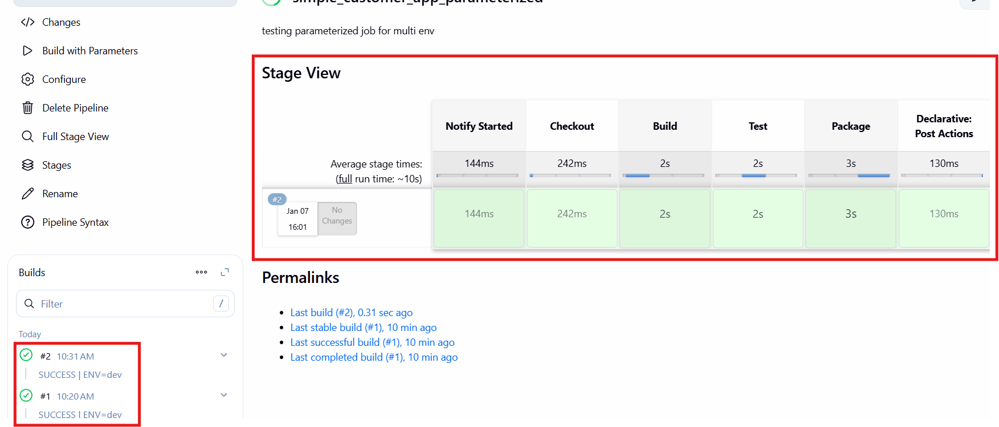 Changes
Build with Parameters
Configure
Delete Pipeline
Full Stage View
Stages
Rename
Pipeline Syntax
Builds
Filter
/
Today
#2 10:31 AM
SUCCESS | ENV=dev
#1 10:20 AM
SUCCESS | ENV=dev
simple_customer_app_parameterized
testing parameterized job for multi env
Stage View
Notify Started
Checkout
Build
Test
Package
Declarative:
Post Actions
Average stage times:
(full run time: ~10s)
144ms
242ms
2s
2s
3s
130ms
#2
Jan 07
16:01
No
Changes
144ms
242ms
2s
2s
3s
130ms
Permalinks
Last build (#2), 0.31 sec ago
Last stable build (#1), 10 min ago
Last successful build (#1), 10 min ago
Last completed build (#1), 10 min ago